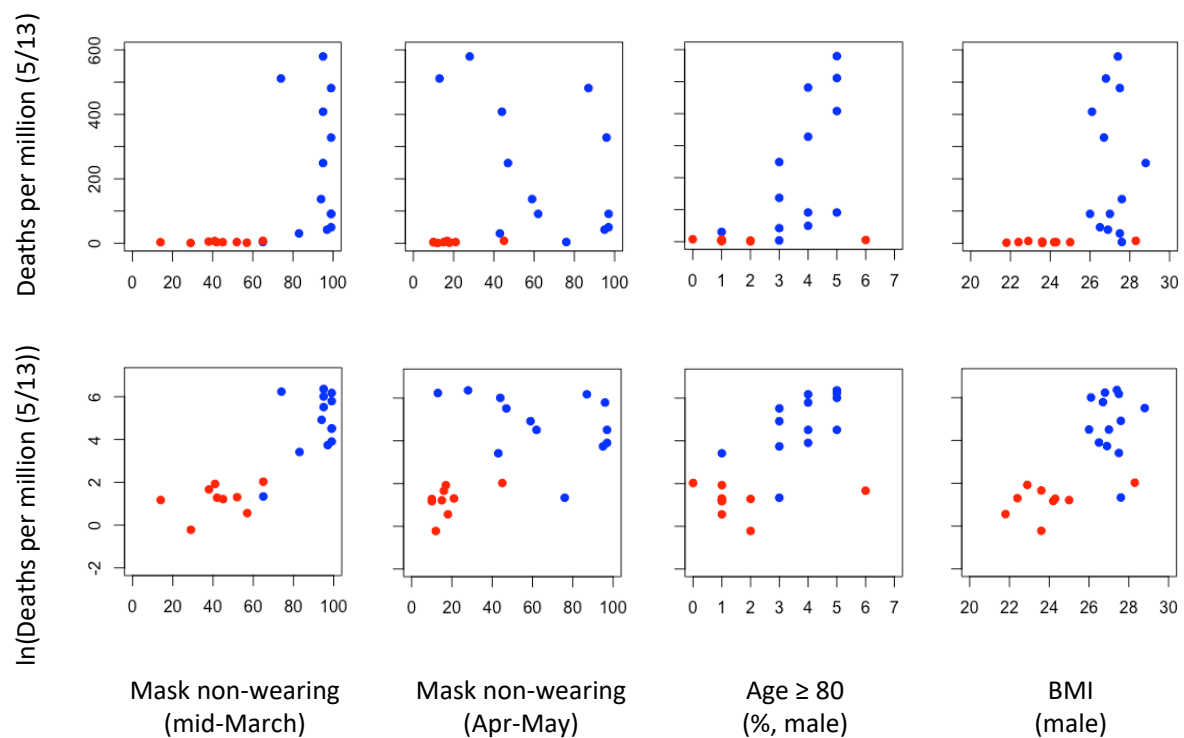 Deaths per million (5/13)
600
400
200
0
0 20 40 60 80 100
0 20 40 60 80 100
0 1 2 3 4 5 6 7
20 22 24 26 28 30
ln(Deaths per million (5/13))
6
4
2
0
-2
0 20 40 60 80 100
0 20 40 60 80 100
0 1 2 3 4 5 6 7
20 22 24 26 28 30
Mask non-wearing
(mid-March)
Mask non-wearing
(Apr-May)
Age ≥ 80
(%, male)
BMI
(male)